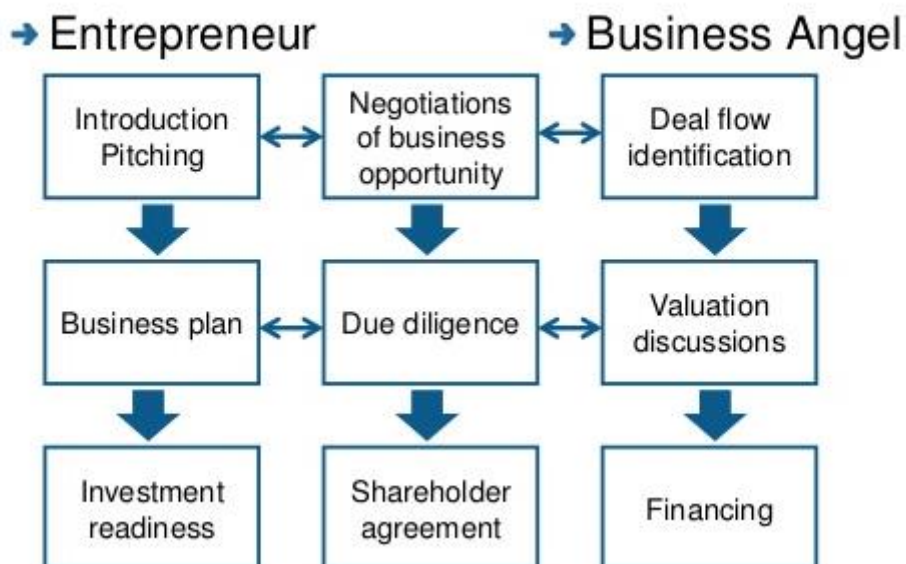 Entrepreneur
Business Angel
Introduction
Pitching
Negotiations
of business
opportunity
Deal flow
identification
Business plan
Due diligence
Valuation
discussions
Investment
readiness
Shareholder
agreement
Financing